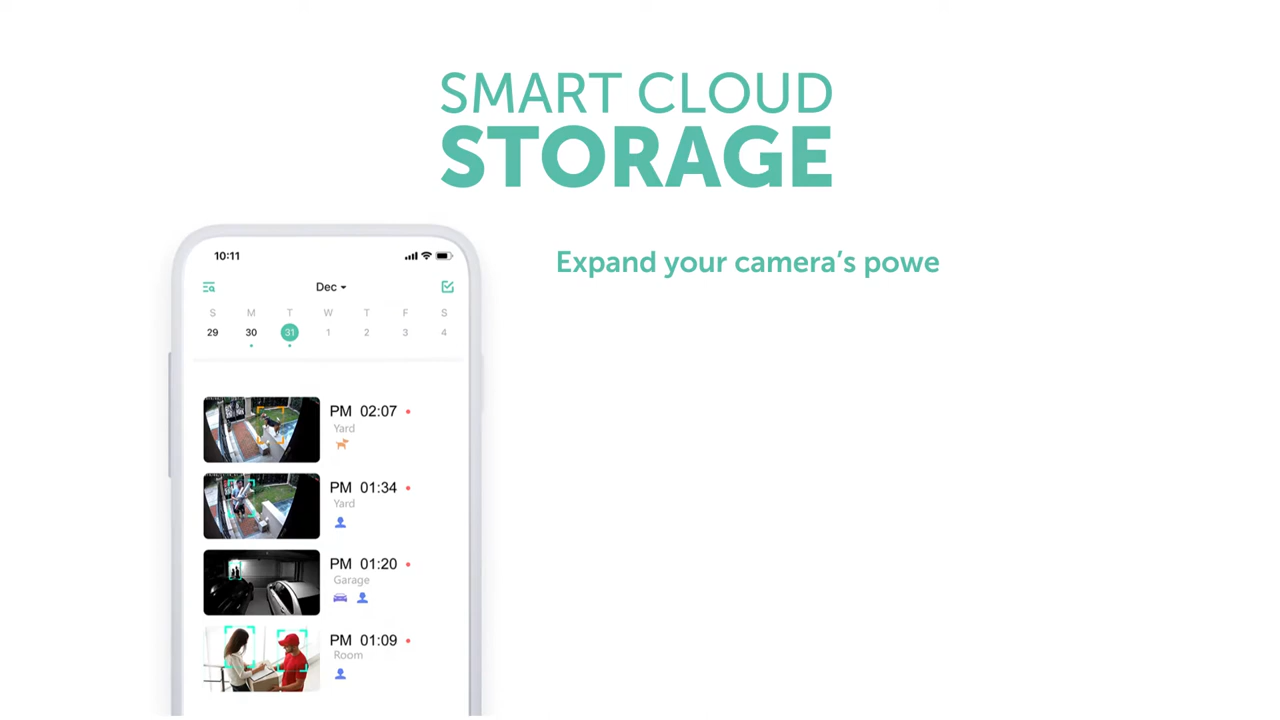 SMART CLOUD
STORAGE
Expand your camera’s powe
10:11
Dec
S M T W T F S
29 30 31 1 2 3 4
PM 02:07
Yard
PM 01:34
Yard
PM 01:20
Garage
PM 01:09
Room